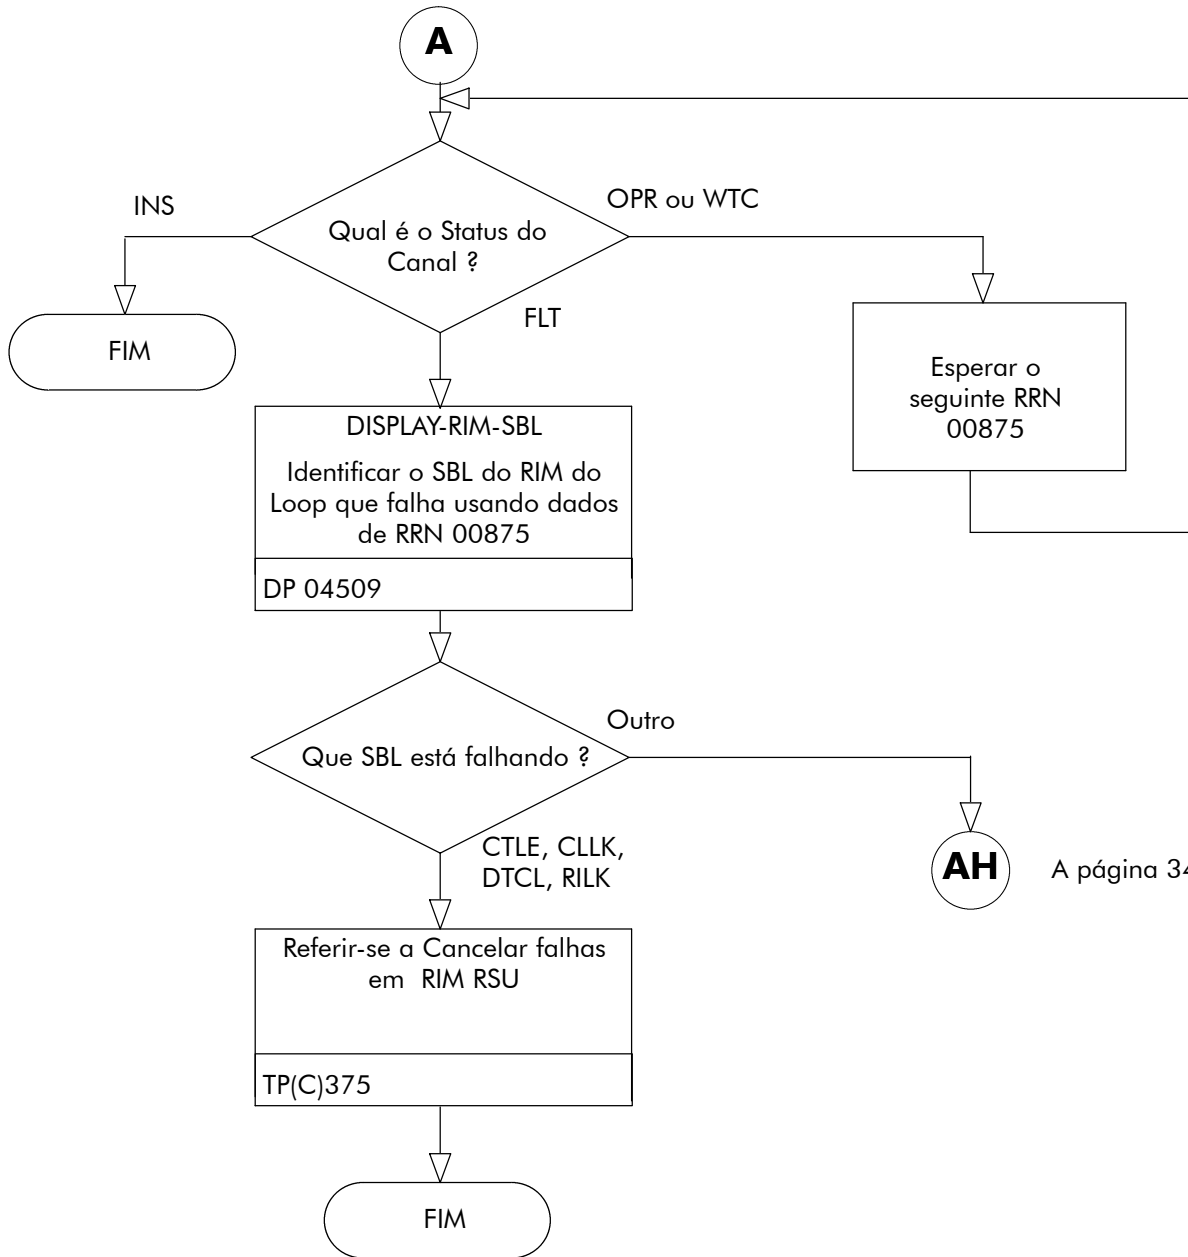 A
INS
OPR ou WTC
Qual é o Status do
Canal ?
FLT
FIM
Esperar o
seguinte RRN
00875
DISPLAY-RIM-SBL
Identificar o SBL do RIM do
Loop que falha usando dados
de RRN 00875
DP 04509
Outro
Que SBL está falhando ?
CTLE, CLLK,
DTCL, RILK
AH
A página 34
Referir-se a Cancelar falhas
em RIM RSU
TP(C)375
FIM